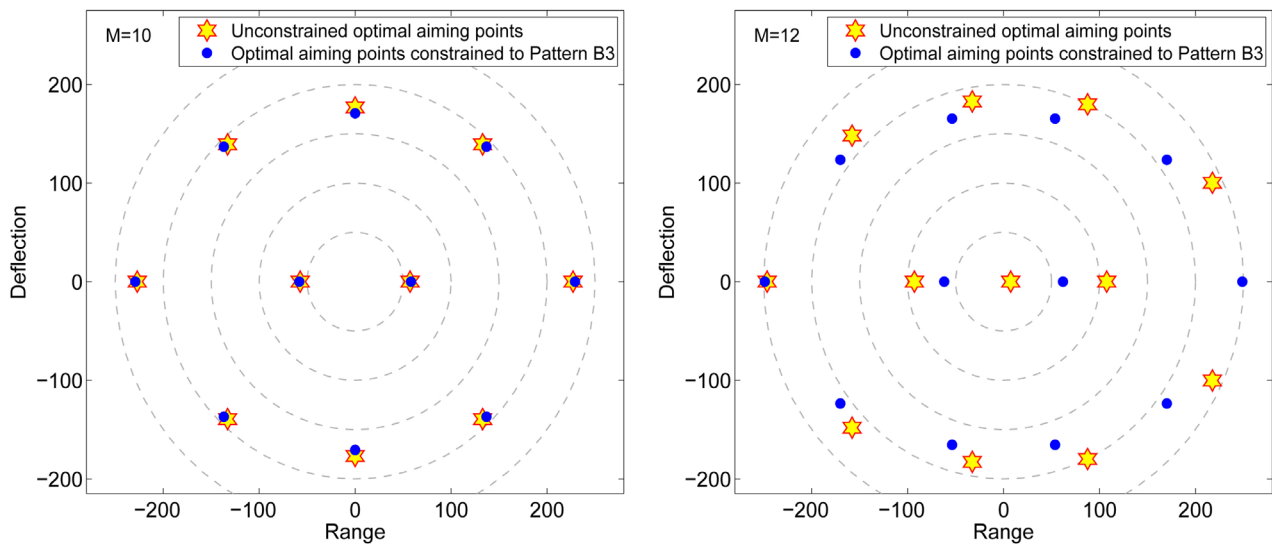 M=10
Unconstrained optimal aiming points
Optimal aiming points constrained to Pattern B3
200
100
0
−100
−200
Deflection
−200 −100 0 100 200
Range
M=12
Unconstrained optimal aiming points
Optimal aiming points constrained to Pattern B3
200
100
0
−100
−200
Deflection
−200 −100 0 100 200
Range